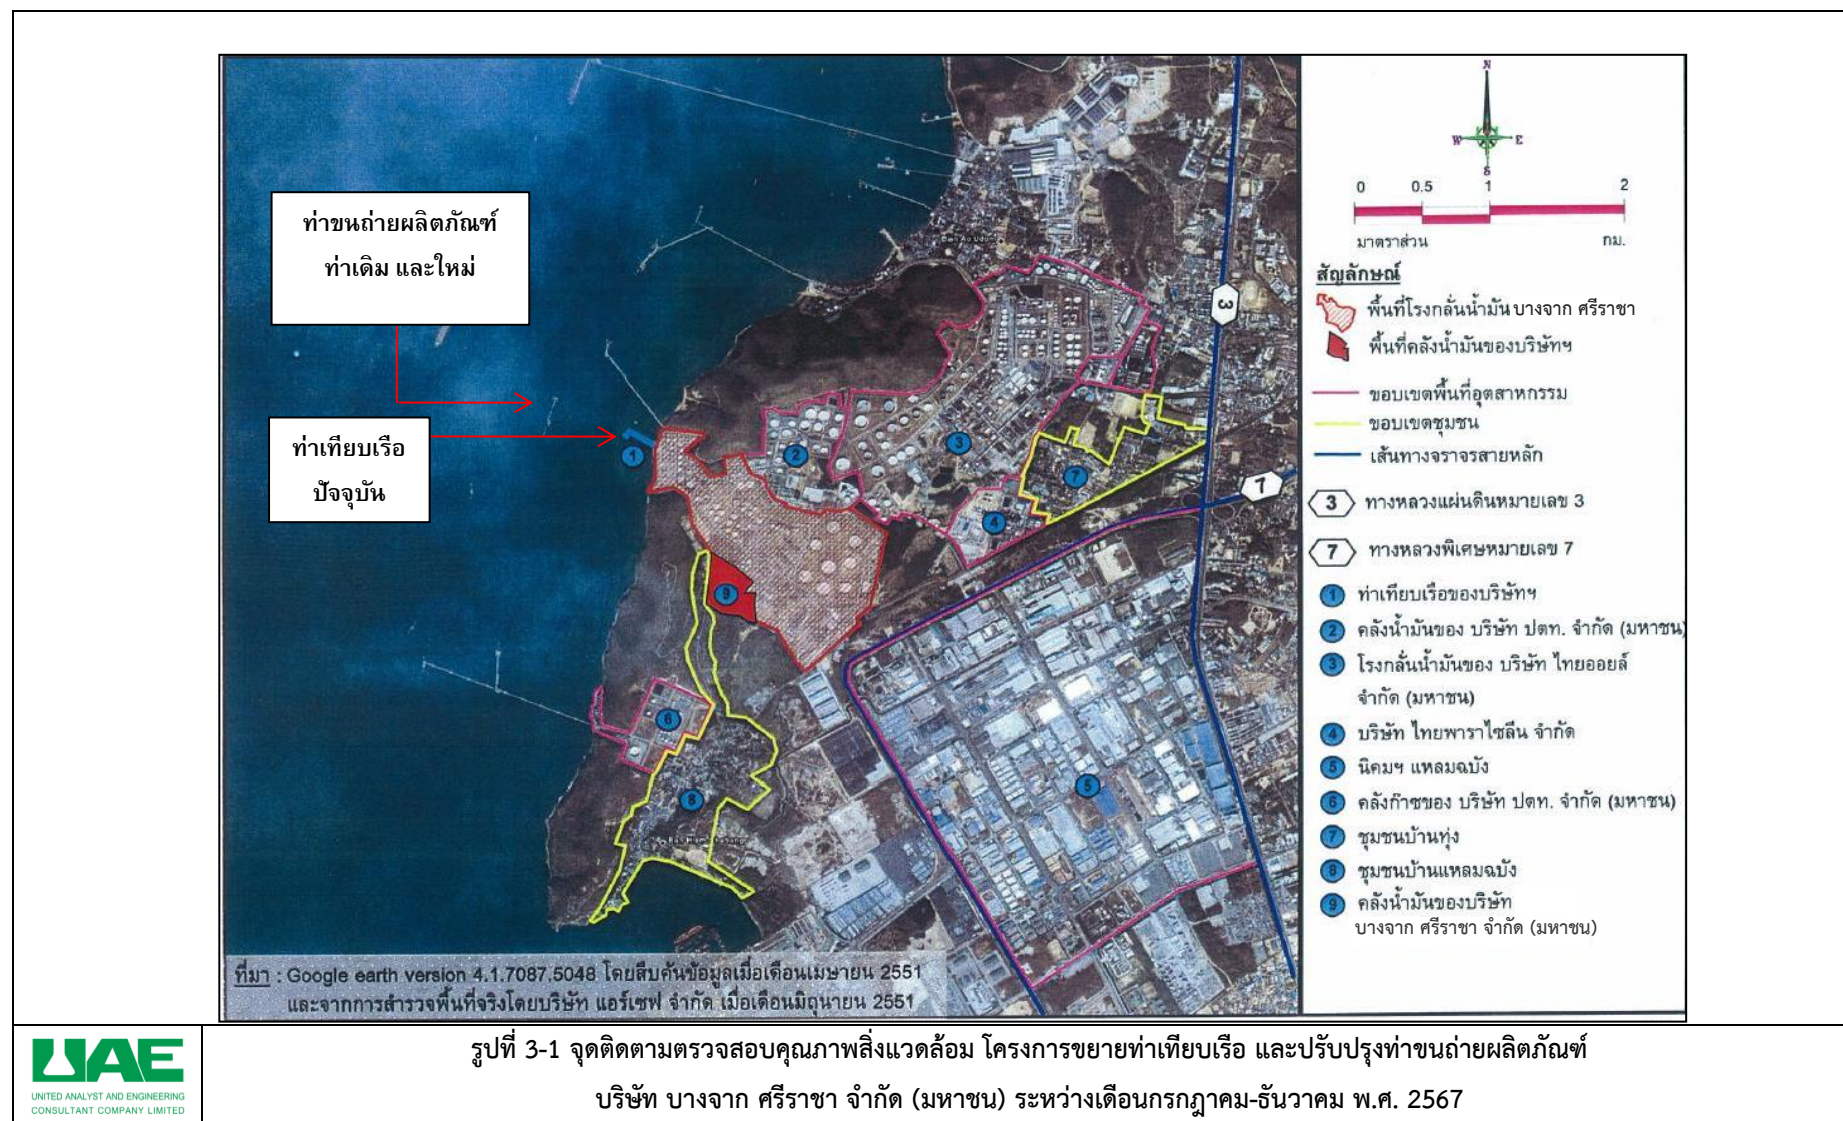 ท่าขนถ่ายผลิตภัณฑ์
ท่าเดิม และใหม่
ท่าเทียบเรือ
ปัจจุบัน
Ban Ao Udom
3
7
1
2
3
4
5
6
7
8
9
N
W
E
S
0 0.5 1 2
มาตราส่วน กม.
สัญลักษณ์
พื้นที่โรงกลั่นน้ำมัน บางจาก ศรีราชา
พื้นที่คลังน้ำมันของบริษัทฯ
ขอบเขตพื้นที่อุตสาหกรรม
ขอบเขตชุมชน
เส้นทางจราจรสายหลัก
3 ทางหลวงแผ่นดินหมายเลข 3
7 ทางหลวงพิเศษหมายเลข 7
1 ท่าเทียบเรือของบริษัทฯ
2 คลังน้ำมันของ บริษัท ปตท. จำกัด (มหาชน)
3 โรงกลั่นน้ำมันของ บริษัท ไทยออยล์
จำกัด (มหาชน)
4 บริษัท ไทยพาราไซลีน จำกัด
5 นิคมฯ แหลมฉบัง
6 คลังก๊าซของ บริษัท ปตท. จำกัด (มหาชน)
7 ชุมชนบ้านทุ่ง
8 ชุมชนบ้านแหลมฉบัง
9 คลังน้ำมันของบริษัท
บางจาก ศรีราชา จำกัด (มหาชน)
ที่มา : Google earth version 4.1.7087.5048 โดยสืบค้นข้อมูลเมื่อเดือนเมษายน 2551
และจากการสำรวจพื้นที่จริงโดยบริษัท แอร์เซฟ จำกัด เมื่อเดือนมิถุนายน 2551
UAE
UNITED ANALYST AND ENGINEERING
CONSULTANT COMPANY LIMITED
รูปที่ 3-1 จุดติดตามตรวจสอบคุณภาพสิ่งแวดล้อม โครงการขยายท่าเทียบเรือ และปรับปรุงท่าขนถ่ายผลิตภัณฑ์
บริษัท บางจาก ศรีราชา จำกัด (มหาชน) ระหว่างเดือนกรกฎาคม-ธันวาคม พ.ศ. 2567